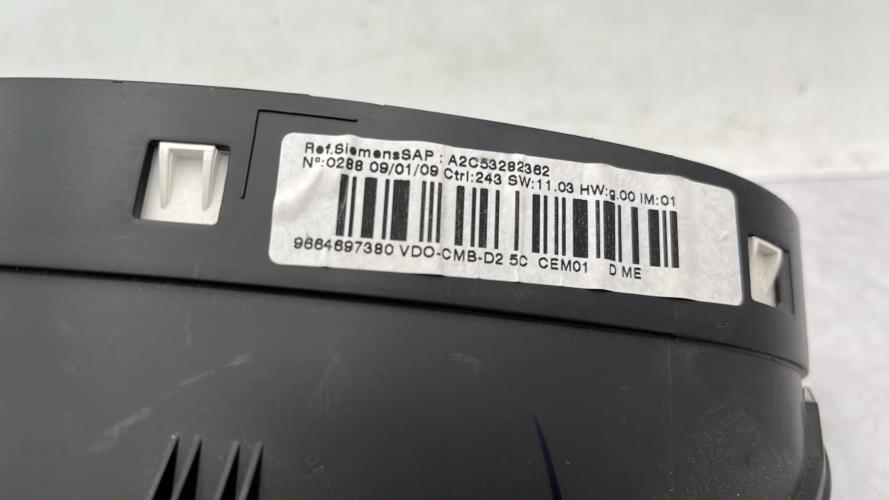 Ref.SiemensSAP : A2C53282362
N°:0288 09/01/09 Ctrl:243 SW:11.03 HW:g.00 IM:01
9664697380 VDO-CMB-D2 5C CEM01 D ME